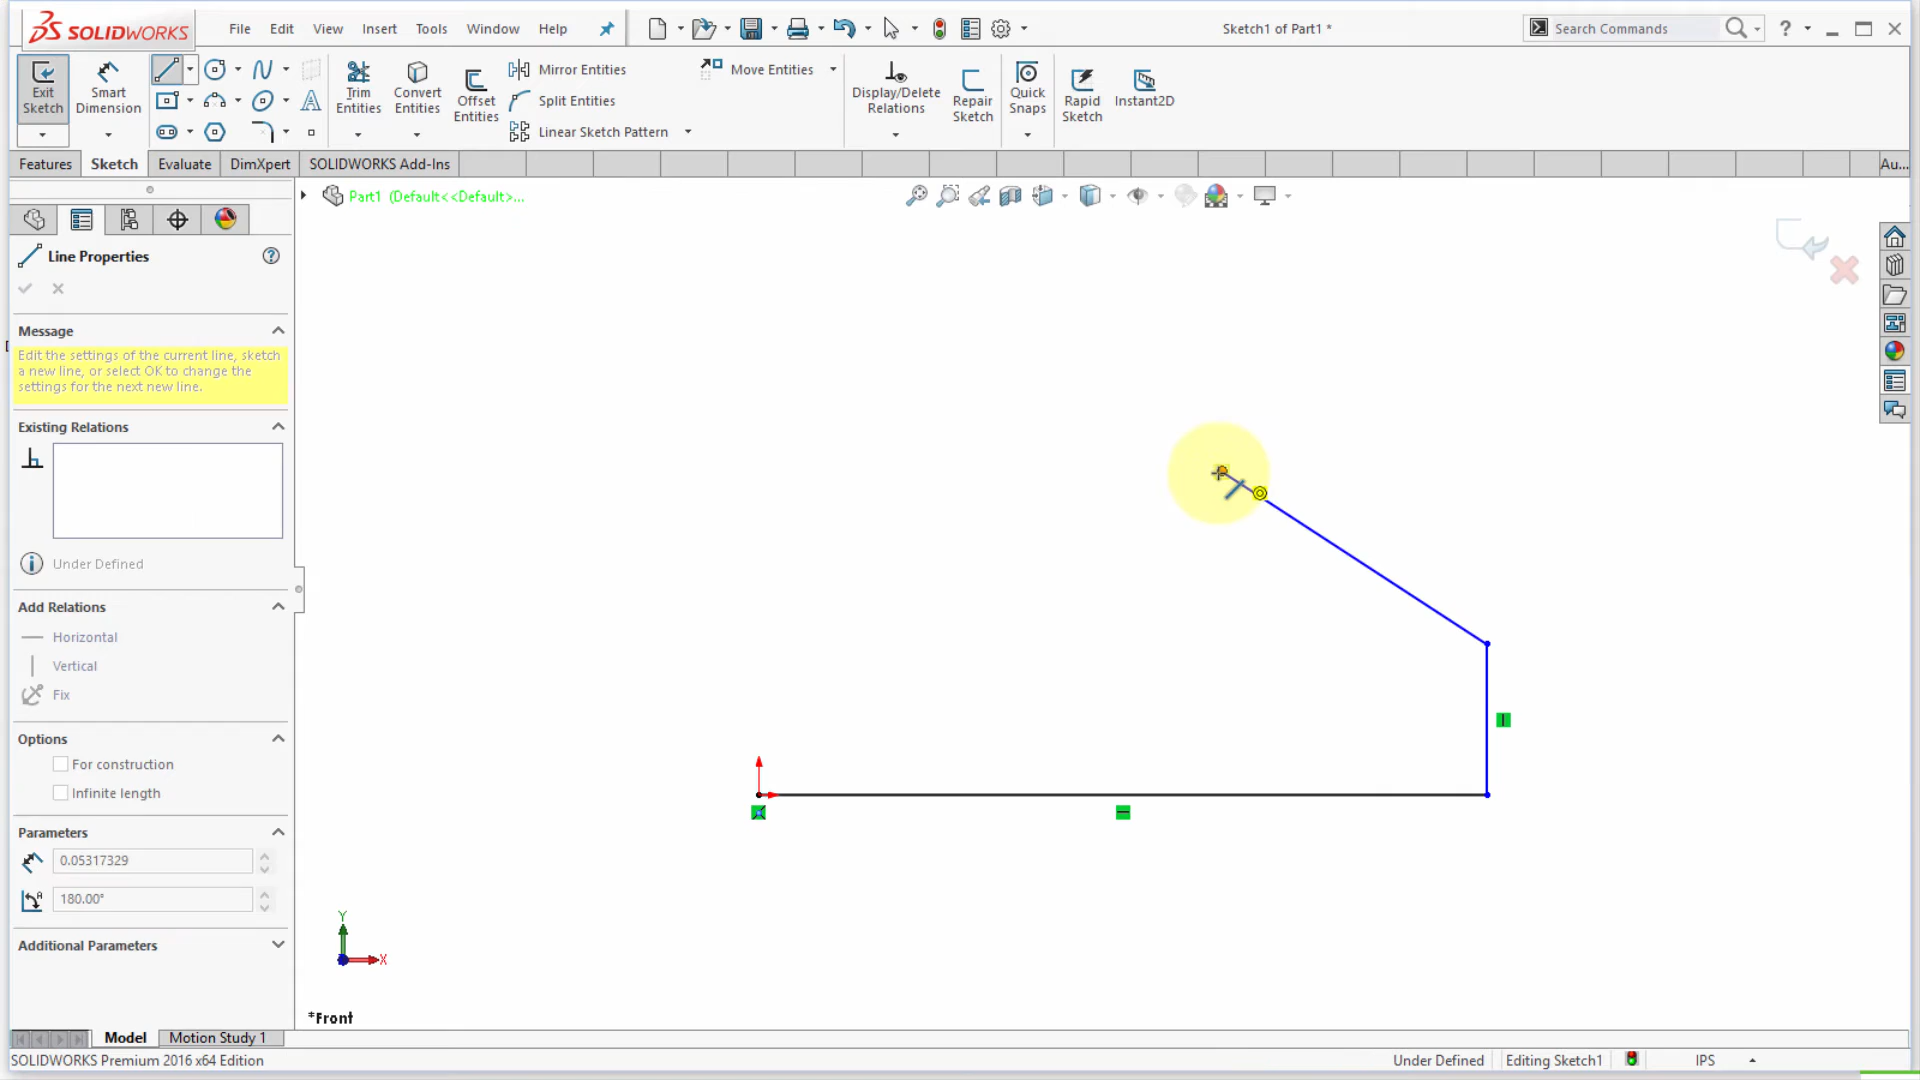 SOLIDWORKS
File Edit View Insert Tools Window Help
Sketch1 of Part1 *
Search Commands
Exit Sketch
Smart Dimension
Trim Entities
Convert Entities
Offset Entities
Mirror Entities
Split Entities
Linear Sketch Pattern
Move Entities
Display/Delete Relations
Repair Sketch
Quick Snaps
Rapid Sketch
Instant2D
Features Sketch Evaluate DimXpert SOLIDWORKS Add-Ins
Au...
Part1 (Default<<Default>...
Line Properties
Message
Edit the settings of the current line, sketch
a new line, or select OK to change the
settings for the next new line.
Existing Relations
Under Defined
Add Relations
Horizontal
Vertical
Fix
Options
For construction
Infinite length
Parameters
0.05317329
180.00°
Additional Parameters
Y
X
*Front
Model Motion Study 1
SOLIDWORKS Premium 2016 x64 Edition
Under Defined Editing Sketch1 IPS